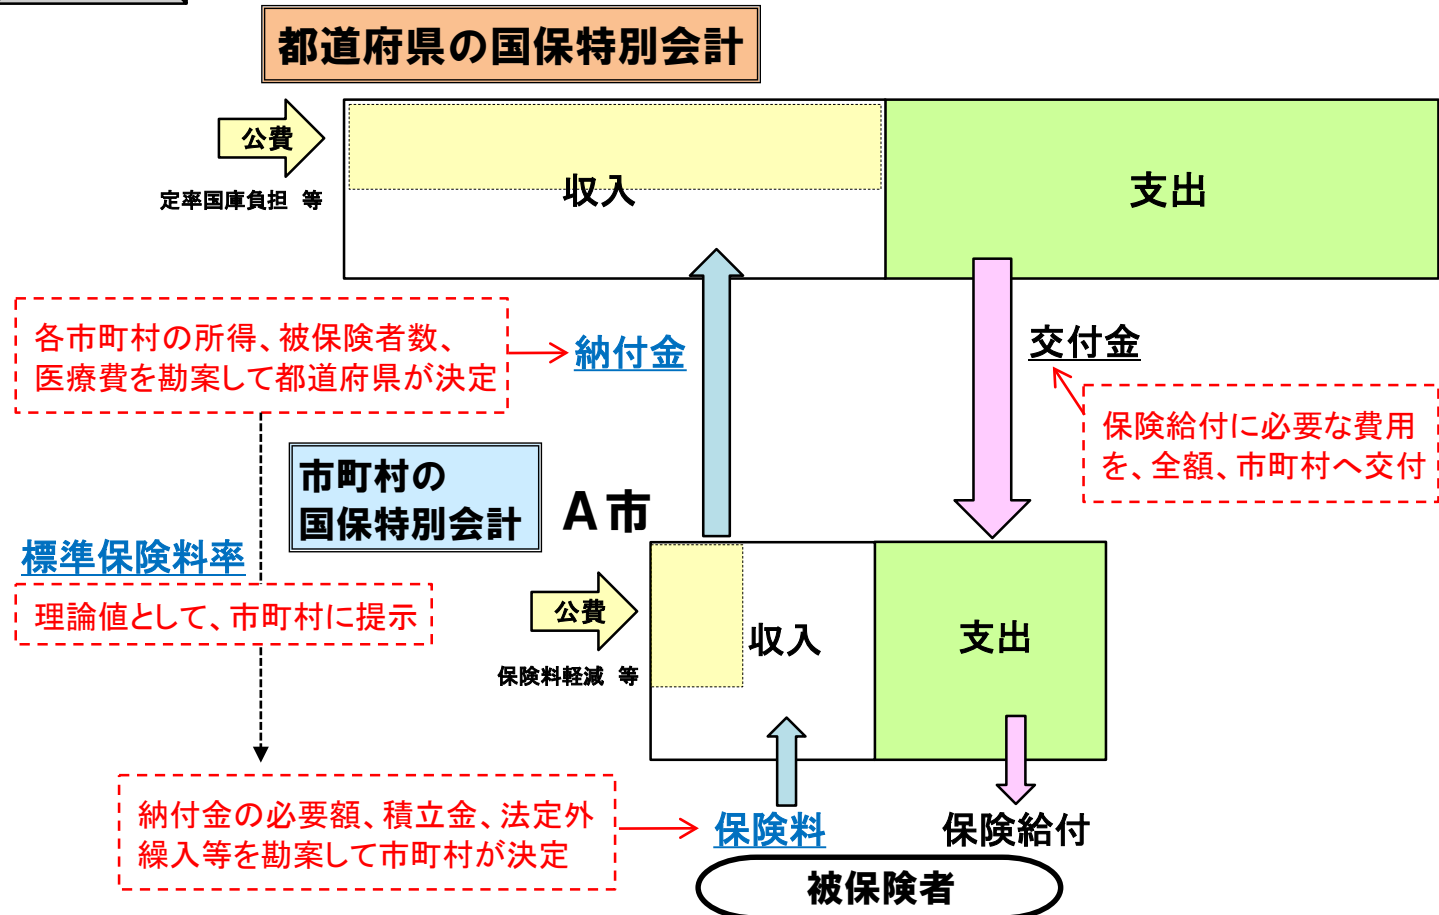 都道府県の国保特別会計
公費
定率国庫負担 等
収入
支出
各市町村の所得、被保険者数、
医療費を勘案して都道府県が決定
納付金
交付金
保険給付に必要な費用
を、全額、市町村へ交付
市町村の
国保特別会計
A市
標準保険料率
理論値として、市町村に提示
公費
保険料軽減 等
収入
支出
納付金の必要額、積立金、法定外
繰入等を勘案して市町村が決定
保険料
保険給付
被保険者